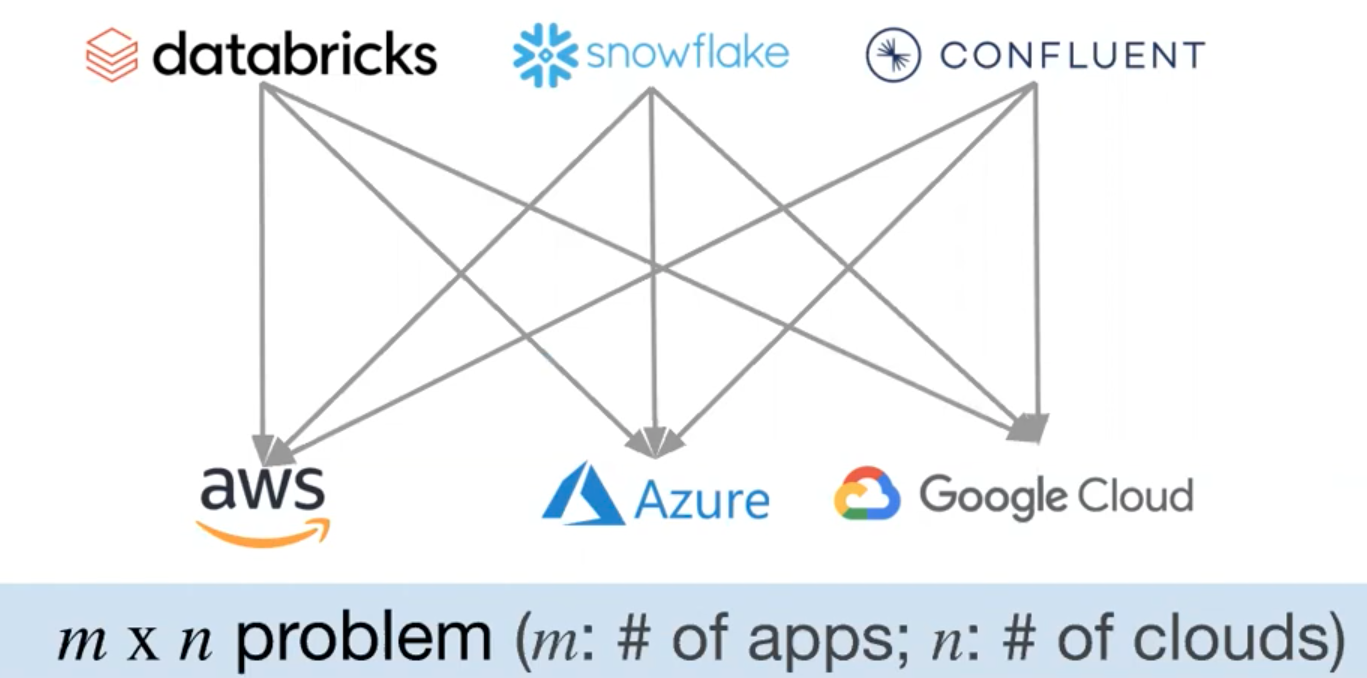 databricks snowflake CONFLUENT
aws Azure Google Cloud
m x n problem (m: # of apps; n: # of clouds)